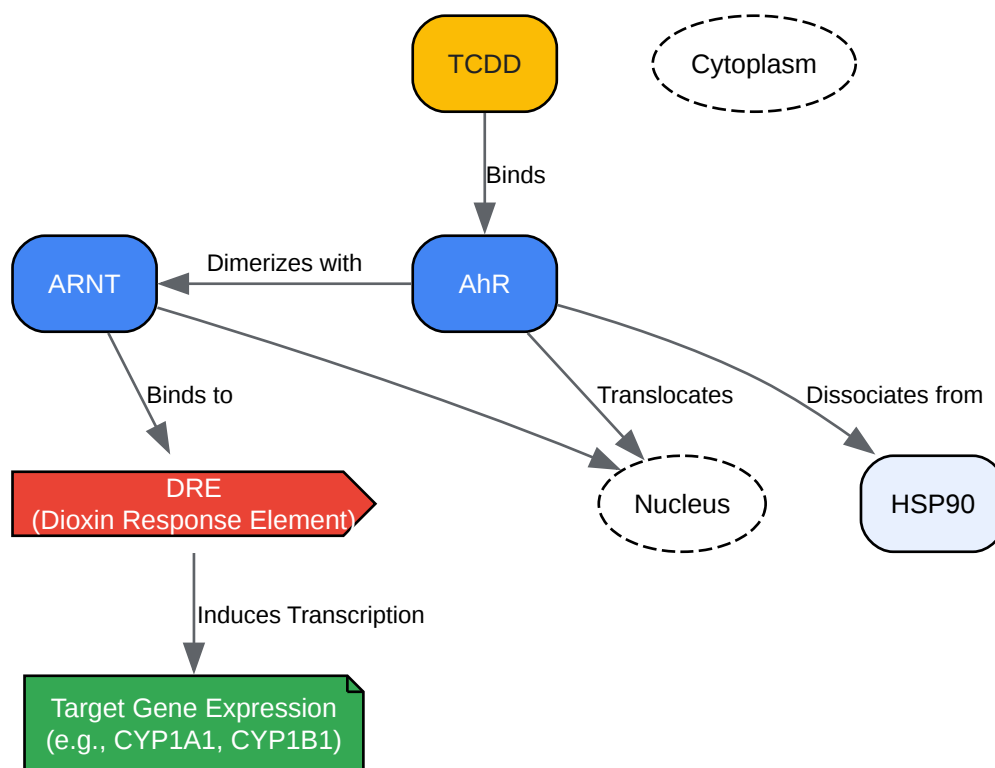 TCDD
Cytoplasm
Binds
Dimerizes with
ARNT
AhR
Binds to
Translocates
Dissociates from
DRE
(Dioxin Response Element)
Nucleus
HSP90
Induces Transcription
Target Gene Expression
(e.g., CYP1A1, CYP1B1)